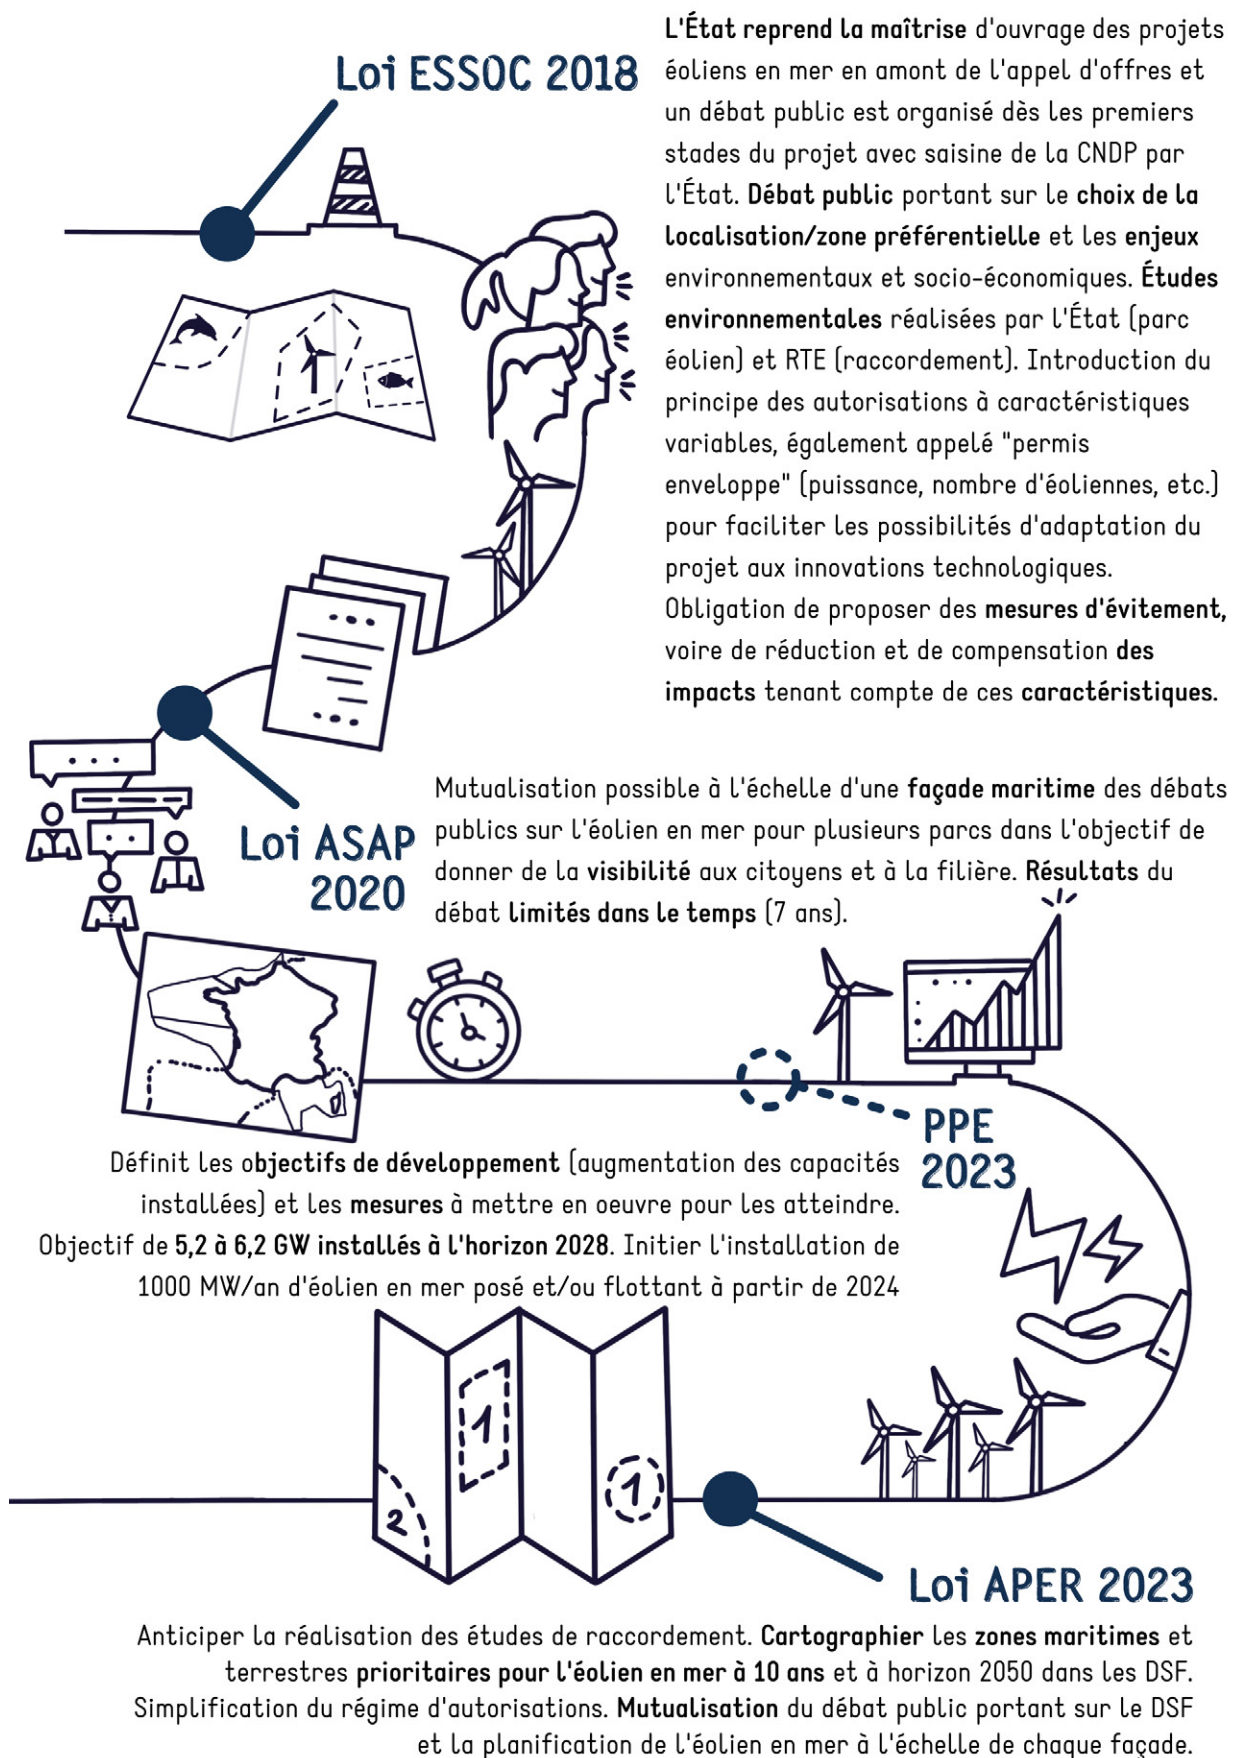 Loi ESSOC 2018
L'État reprend la maîtrise d'ouvrage des projets
éoliens en mer en amont de l'appel d'offres et
un débat public est organisé dès les premiers
stades du projet avec saisine de la CNDP par
l'État. Débat public portant sur le choix de la
localisation/zone préférentielle et les enjeux
environnementaux et socio-économiques. Études
environnementales réalisées par l'État (parc
éolien) et RTE (raccordement). Introduction du
principe des autorisations à caractéristiques
variables, également appelé "permis
enveloppe" (puissance, nombre d'éoliennes, etc.)
pour faciliter les possibilités d'adaptation du
projet aux innovations technologiques.
Obligation de proposer des mesures d'évitement,
voire de réduction et de compensation des
impacts tenant compte de ces caractéristiques.
Loi ASAP
2020
Mutualisation possible à l'échelle d'une façade maritime des débats
publics sur l'éolien en mer pour plusieurs parcs dans l'objectif de
donner de la visibilité aux citoyens et à la filière. Résultats du
débat limités dans le temps (7 ans).
PPE
2023
Définit les objectifs de développement (augmentation des capacités
installées) et les mesures à mettre en oeuvre pour les atteindre.
Objectif de 5,2 à 6,2 GW installés à l'horizon 2028. Initier l'installation de
1000 MW/an d'éolien en mer posé et/ou flottant à partir de 2024
1
2
1
Loi APER 2023
Anticiper la réalisation des études de raccordement. Cartographier les zones maritimes et
terrestres prioritaires pour l'éolien en mer à 10 ans et à horizon 2050 dans les DSF.
Simplification du régime d'autorisations. Mutualisation du débat public portant sur le DSF
et la planification de l'éolien en mer à l'échelle de chaque façade.